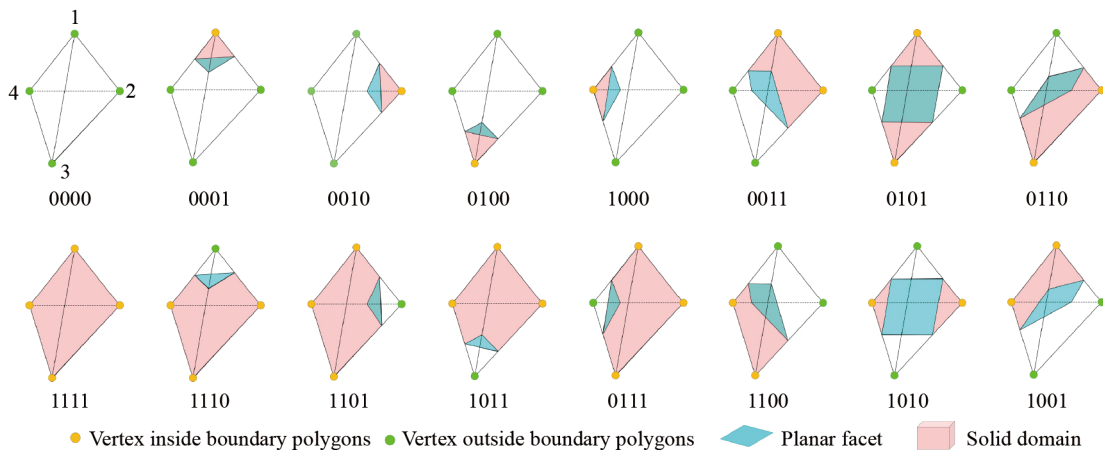 1
4
2
3
0000 0001 0010 0100 1000 0011 0101 0110
1111 1110 1101 1011 0111 1100 1010 1001
Vertex inside boundary polygons Vertex outside boundary polygons Planar facet Solid domain